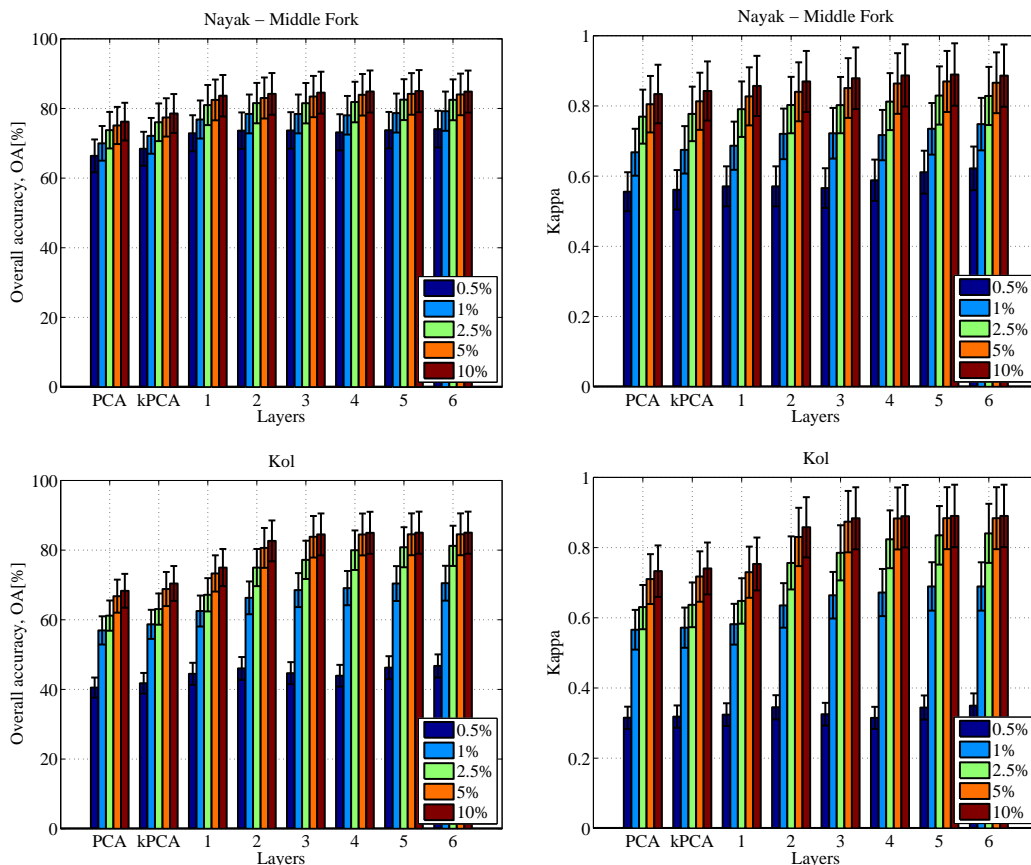 Nayak − Middle Fork
Overall accuracy, OA[%]
100
80
60
40
20
0
PCA kPCA 1 2 3 4 5 6
Layers
0.5%
1%
2.5%
5%
10%
Nayak − Middle Fork
Kappa
1
0.8
0.6
0.4
0.2
0
PCA kPCA 1 2 3 4 5 6
Layers
0.5%
1%
2.5%
5%
10%
Kol
Overall accuracy, OA[%]
100
80
60
40
20
0
PCA kPCA 1 2 3 4 5 6
Layers
0.5%
1%
2.5%
5%
10%
Kol
Kappa
1
0.8
0.6
0.4
0.2
0
PCA kPCA 1 2 3 4 5 6
Layers
0.5%
1%
2.5%
5%
10%